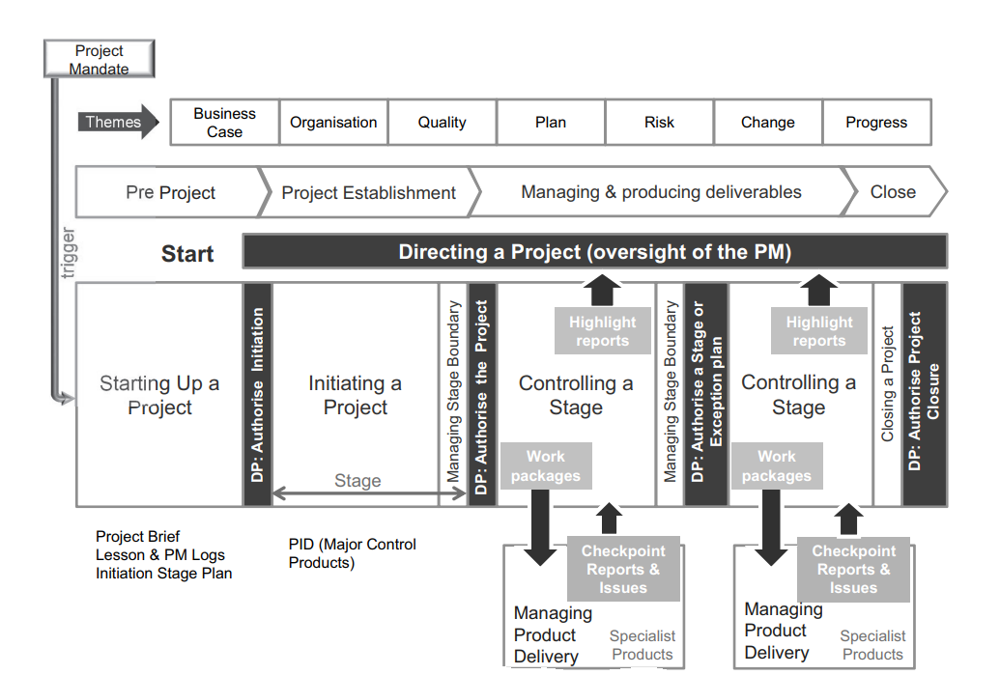 Project
Mandate
Themes
Business
Case
Organisation
Quality
Plan
Risk
Change
Progress
Pre Project
Project Establishment
Managing & producing deliverables
Close
trigger
Start
Directing a Project (oversight of the PM)
Starting Up a
Project
DP: Authorise Initiation
Initiating a
Project
Stage
Managing Stage Boundary
DP: Authorise the Project
Highlight
reports
Controlling a
Stage
Work
packages
Managing Stage Boundary
DP: Authorise a Stage or
Exception plan
Highlight
reports
Controlling a
Stage
Work
packages
Closing a Project
DP: Authorise Project
Closure
Project Brief
Lesson & PM Logs
Initiation Stage Plan
PID (Major Control
Products)
Checkpoint
Reports &
Issues
Managing
Product
Delivery
Specialist
Products
Checkpoint
Reports &
Issues
Managing
Product
Delivery
Specialist
Products